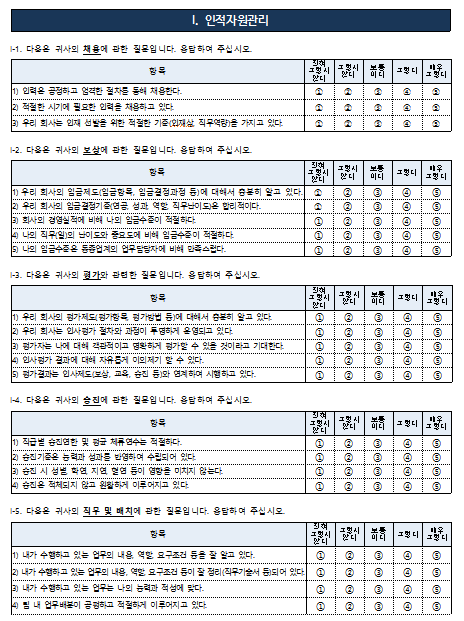 Ⅰ. 인적자원관리
I-1. 다음은 귀사의 채용에 관한 질문입니다. 응답하여 주십시오.
항목 전혀 그렇지 않다 그렇지 않다 보통이다 그렇다 매우 그렇다
1) 인력은 공정하고 엄격한 절차를 통해 채용한다. ① ② ③ ④ ⑤
2) 적절한 시기에 필요한 인력을 채용하고 있다. ① ② ③ ④ ⑤
3) 우리 회사는 인재 선발을 위한 적절한 기준(인재상, 직무역량)을 가지고 있다. ① ② ③ ④ ⑤
I-2. 다음은 귀사의 보상에 관한 질문입니다. 응답하여 주십시오.
항목 전혀 그렇지 않다 그렇지 않다 보통이다 그렇다 매우 그렇다
1) 우리 회사의 임금제도(임금항목, 임금결정과정 등)에 대해서 충분히 알고 있다. ① ② ③ ④ ⑤
2) 우리 회사의 임금결정기준(연공, 성과, 역할, 직무난이도)은 합리적이다. ① ② ③ ④ ⑤
3) 회사의 경영실적에 비해 나의 임금수준이 적절하다. ① ② ③ ④ ⑤
4) 나의 직무(일)의 난이도와 중요도에 비해 임금수준이 적절하다. ① ② ③ ④ ⑤
5) 나의 임금수준은 동종업계의 업무담당자에 비해 만족스럽다. ① ② ③ ④ ⑤
I-3. 다음은 귀사의 평가와 관련한 질문입니다. 응답하여 주십시오.
항목 전혀 그렇지 않다 그렇지 않다 보통이다 그렇다 매우 그렇다
1) 우리 회사의 평가제도(평가항목, 평가방법 등)에 대해서 충분히 알고 있다. ① ② ③ ④ ⑤
2) 우리 회사는 인사평가 절차와 과정이 투명하게 운영되고 있다. ① ② ③ ④ ⑤
3) 평가자는 나에 대해 객관적이고 명확하게 평가할 수 있을 것이라고 기대한다. ① ② ③ ④ ⑤
4) 인사평가 결과에 대해 자유롭게 이의제기 할 수 있다. ① ② ③ ④ ⑤
5) 평가결과는 인사제도(보상, 교육, 승진 등)와 연계하여 시행하고 있다. ① ② ③ ④ ⑤
I-4. 다음은 귀사의 승진에 관한 질문입니다. 응답하여 주십시오.
항목 전혀 그렇지 않다 그렇지 않다 보통이다 그렇다 매우 그렇다
1) 직급별 승진연한 및 평균 체류연수는 적절하다. ① ② ③ ④ ⑤
2) 승진기준은 능력과 성과를 반영하여 수립되어 있다. ① ② ③ ④ ⑤
3) 승진 시 성별, 학연, 지연, 혈연 등이 영향을 미치지 않는다. ① ② ③ ④ ⑤
4) 승진은 적체되지 않고 원활하게 이루어지고 있다. ① ② ③ ④ ⑤
I-5. 다음은 귀사의 직무 및 배치에 관한 질문입니다. 응답하여 주십시오.
항목 전혀 그렇지 않다 그렇지 않다 보통이다 그렇다 매우 그렇다
1) 내가 수행하고 있는 업무의 내용, 역할, 요구조건 등을 잘 알고 있다. ① ② ③ ④ ⑤
2) 내가 수행하고 있는 업무의 내용, 역할, 요구조건 등이 잘 정리(직무기술서 등)되어 있다. ① ② ③ ④ ⑤
3) 내가 수행하고 있는 업무는 나의 능력과 적성에 맞다. ① ② ③ ④ ⑤
4) 팀 내 업무배분이 공평하고 적절하게 이루어지고 있다. ① ② ③ ④ ⑤